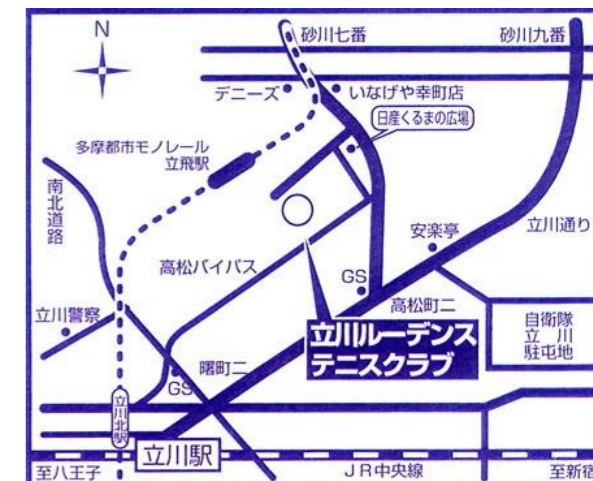 N
砂川七番
砂川九番
デニーズ
いなげや幸町店
日産くるまの広場
多摩都市モノレール
立飛駅
南北道路
安楽亭
立川通り
高松バイパス
GS
高松町二
立川警察
立川ルーデンス
テニスクラブ
自衛隊
立川
駐屯地
曙町二
GS
立川北駅
立川駅
至八王子
JR中央線
至新宿